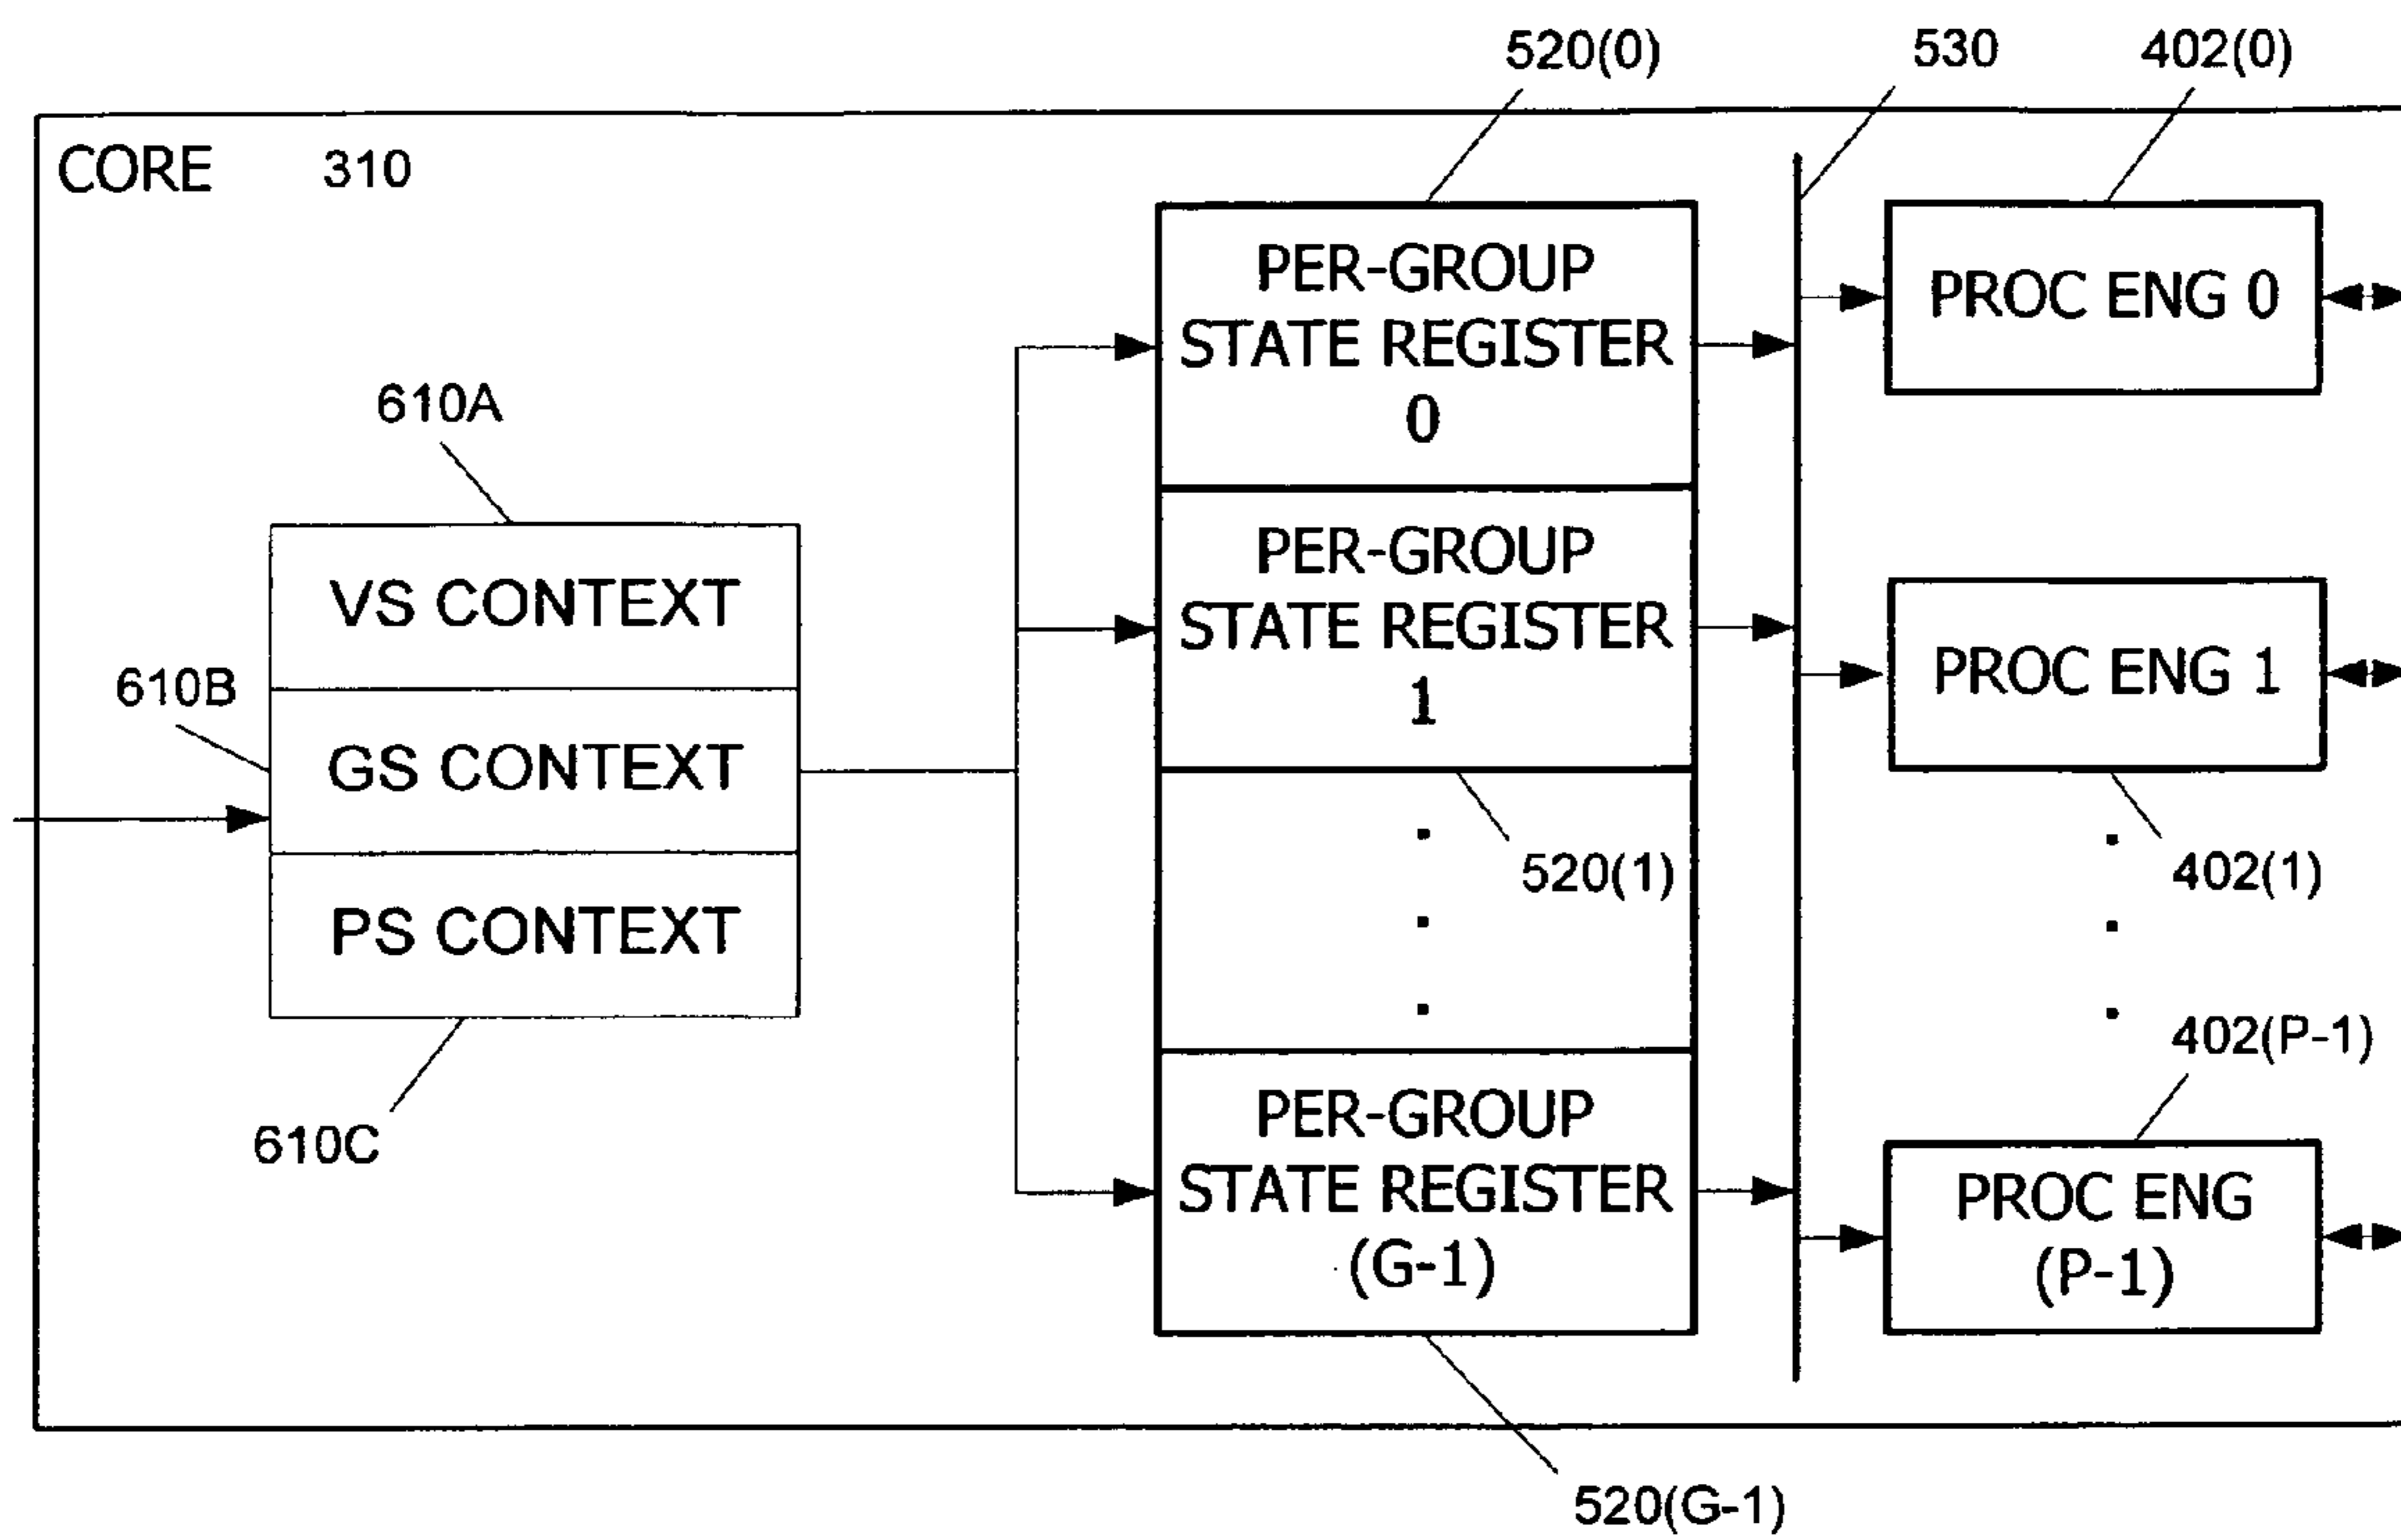 520(0)
530
402(0)
CORE 310
PER-GROUP
STATE REGISTER
0
PROC ENG 0
610A
VS CONTEXT
610B
GS CONTEXT
PS CONTEXT
610C
PER-GROUP
STATE REGISTER
1
520(1)
PROC ENG 1
402(1)
402(P-1)
PER-GROUP
STATE REGISTER
(G-1)
PROC ENG
(P-1)
520(G-1)